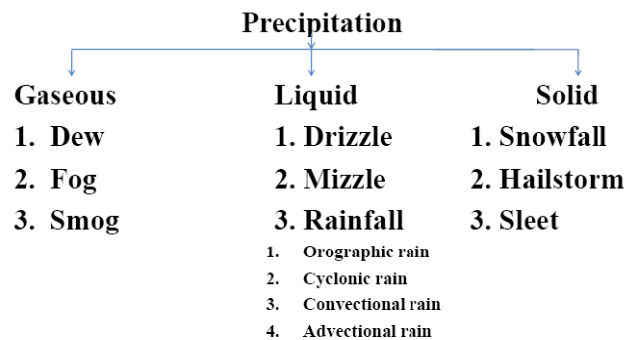 Precipitation
Gaseous
1. Dew
2. Fog
3. Smog
Liquid
1. Drizzle
2. Mizzle
3. Rainfall
1. Orographic rain
2. Cyclonic rain
3. Convectional rain
4. Advectional rain
Solid
1. Snowfall
2. Hailstorm
3. Sleet